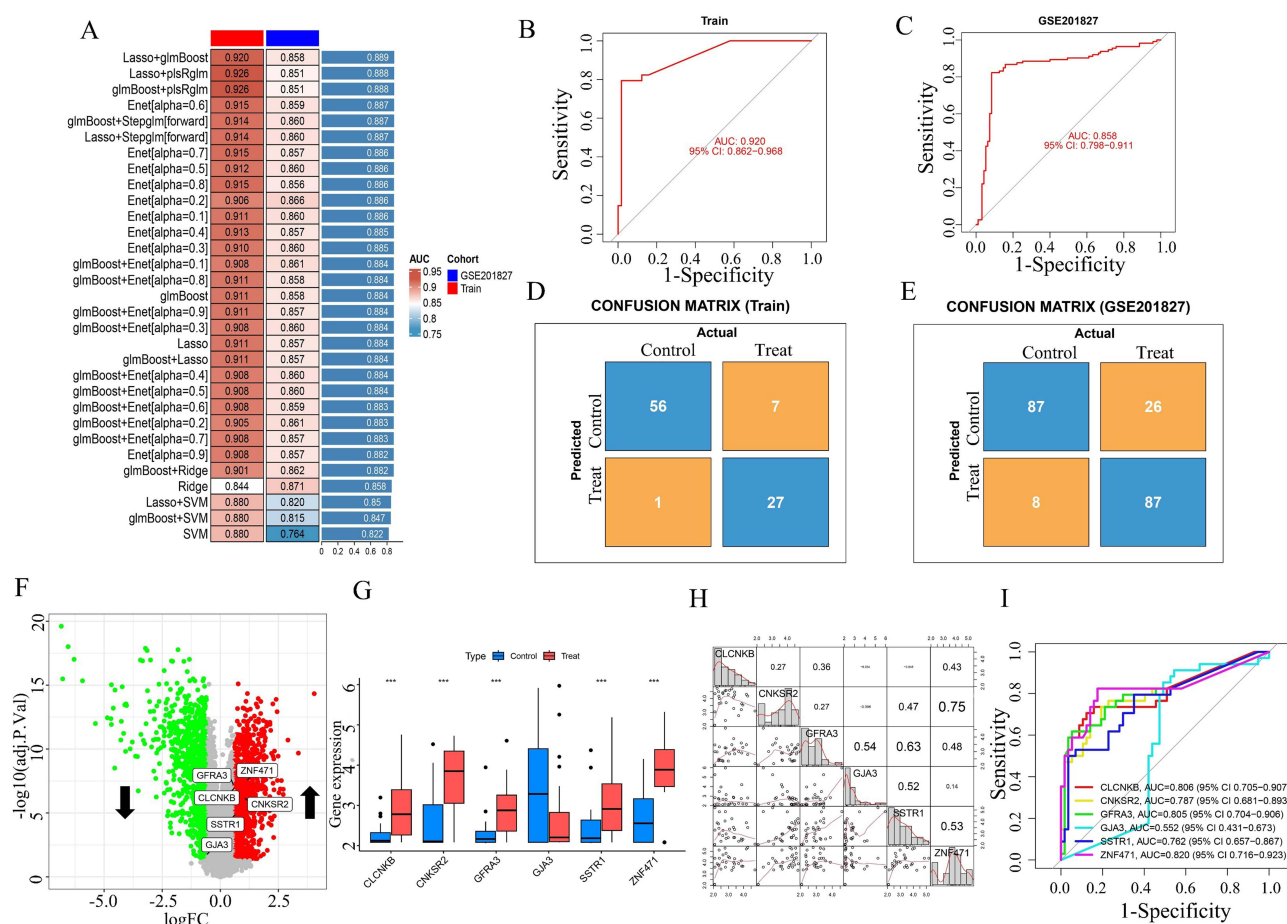 A
Lasso+glmBoost 0.920 0.858 0.889
Lasso+plsRglm 0.926 0.851 0.888
glmBoost+plsRglm 0.926 0.851 0.888
Enet[alpha=0.6] 0.915 0.859 0.887
glmBoost+Stepglm[forward] 0.914 0.860 0.887
Lasso+Stepglm[forward] 0.914 0.860 0.887
Enet[alpha=0.7] 0.915 0.857 0.886
Enet[alpha=0.5] 0.912 0.860 0.886
Enet[alpha=0.8] 0.915 0.856 0.886
Enet[alpha=0.2] 0.906 0.866 0.886
Enet[alpha=0.1] 0.911 0.860 0.886
Enet[alpha=0.4] 0.913 0.857 0.885
Enet[alpha=0.3] 0.910 0.860 0.885
glmBoost+Enet[alpha=0.1] 0.908 0.861 0.884
glmBoost+Enet[alpha=0.8] 0.911 0.858 0.884
glmBoost 0.911 0.858 0.884
glmBoost+Enet[alpha=0.9] 0.911 0.857 0.884
glmBoost+Enet[alpha=0.3] 0.908 0.860 0.884
Lasso 0.911 0.857 0.884
glmBoost+Lasso 0.911 0.857 0.884
glmBoost+Enet[alpha=0.4] 0.908 0.860 0.884
glmBoost+Enet[alpha=0.5] 0.908 0.860 0.884
glmBoost+Enet[alpha=0.6] 0.908 0.859 0.883
glmBoost+Enet[alpha=0.2] 0.905 0.861 0.883
glmBoost+Enet[alpha=0.7] 0.908 0.857 0.883
Enet[alpha=0.9] 0.908 0.857 0.882
glmBoost+Ridge 0.901 0.862 0.882
Ridge 0.844 0.871 0.858
Lasso+SVM 0.880 0.820 0.85
glmBoost+SVM 0.880 0.815 0.847
SVM 0.880 0.764 0.822
0 0.2 0.4 0.6 0.8
AUC
0.95
0.9
0.85
0.8
0.75
Cohort
GSE201827
Train
B
Train
Sensitivity
0.0 0.2 0.4 0.6 0.8 1.0
AUC: 0.920
95% CI: 0.862−0.968
0.0 0.2 0.4 0.6 0.8 1.0
1-Specificity
C
GSE201827
Sensitivity
0.0 0.2 0.4 0.6 0.8 1.0
AUC: 0.858
95% CI: 0.798−0.911
0.0 0.2 0.4 0.6 0.8 1.0
1-Specificity
D
CONFUSION MATRIX (Train)
Actual
Control Treat
Predicted
Control 56 7
Treat 1 27
E
CONFUSION MATRIX (GSE201827)
Actual
Control Treat
Predicted
Control 87 26
Treat 8 87
F
-log10(adj.P.Val)
20
15
10
5
0
GFRA3
ZNF471
CLCNKB
CNKSR2
SSTR1
GJA3
-5.0 -2.5 0.0 2.5
logFC
G
Type Control Treat
Gene expression
6
4
3
2
*** *** *** *** ***
CLCNKB
CNKSR2
GFRA3
GJA3
SSTR1
ZNF471
H
2.0 3.0 4.0
2 3 4 5 6
2.0 3.0 4.0 5.0
CLCNKB 0.27 0.36 0.43
CNKSR2 0.27 0.47 0.75
GFRA3 0.54 0.63 0.48
GJA3 0.52 0.14
SSTR1 0.53
ZNF471
I
Sensitivity
1.0
0.8
0.6
0.4
0.2
0.0
CLCNKB, AUC=0.806 (95% CI 0.705-0.907
CNKSR2, AUC=0.787 (95% CI 0.681-0.893
GFRA3, AUC=0.805 (95% CI 0.704-0.906)
GJA3, AUC=0.552 (95% CI 0.431-0.673)
SSTR1, AUC=0.762 (95% CI 0.657-0.867)
ZNF471, AUC=0.820 (95% CI 0.716-0.923)
0.0 0.2 0.4 0.6 0.8 1.0
1-Specificity